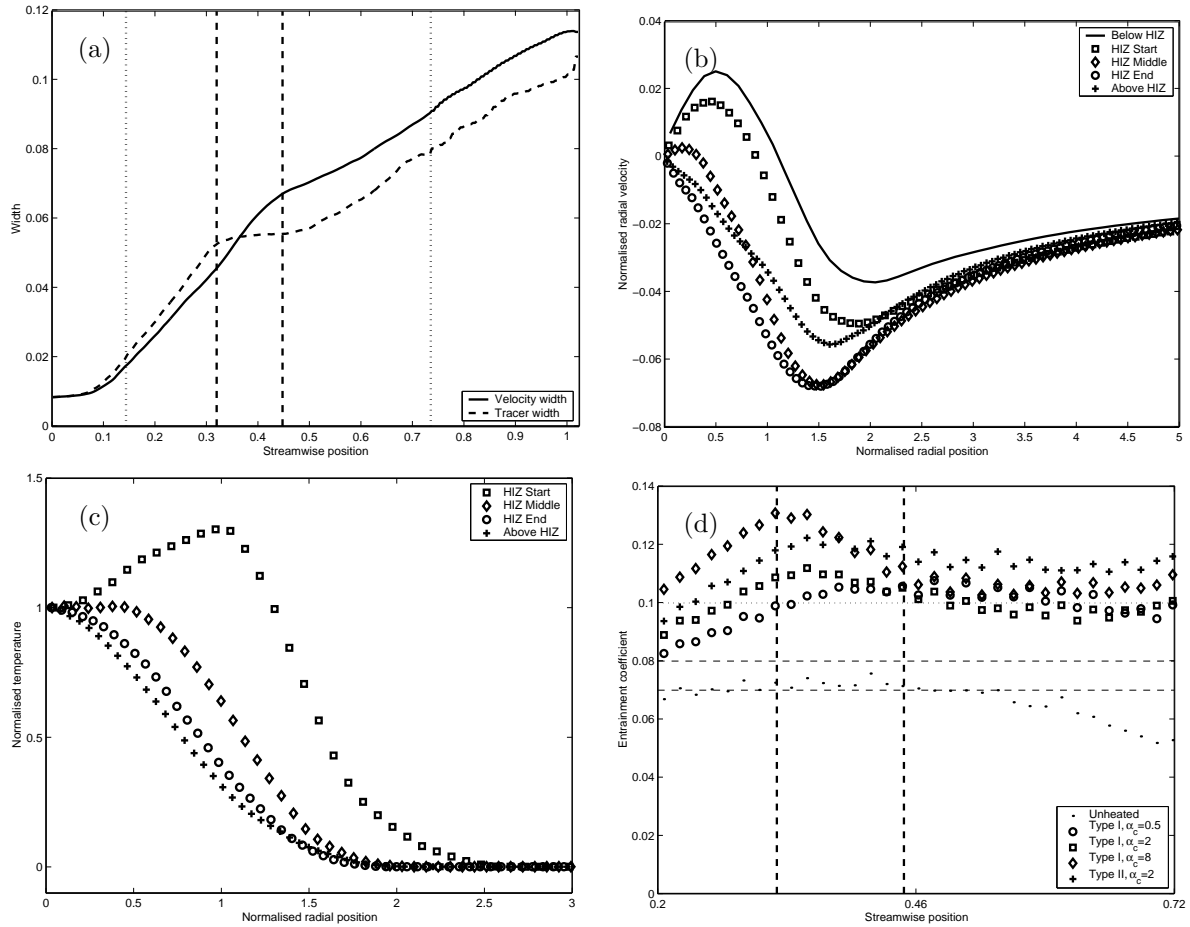 (a)
0.12
0.1
0.08
0.06
0.04
0.02
0
Width
0 0.1 0.2 0.3 0.4 0.5 0.6 0.7 0.8 0.9 1
Streamwise position
Velocity width
Tracer width
(b)
0.04
0.02
0
−0.02
−0.04
−0.06
−0.08
Normalised radial velocity
0 0.5 1 1.5 2 2.5 3 3.5 4 4.5 5
Normalised radial position
Below HIZ
HIZ Start
HIZ Middle
HIZ End
Above HIZ
(c)
1.5
1
0.5
0
Normalised temperature
0 0.5 1 1.5 2 2.5 3
Normalised radial position
HIZ Start
HIZ Middle
HIZ End
Above HIZ
(d)
0.14
0.12
0.1
0.08
0.06
0.04
0.02
0
Entrainment coefficient
0.2 0.46 0.72
Streamwise position
Unheated
Type I, α_c=0.5
Type I, α_c=2
Type I, α_c=8
Type II, α_c=2